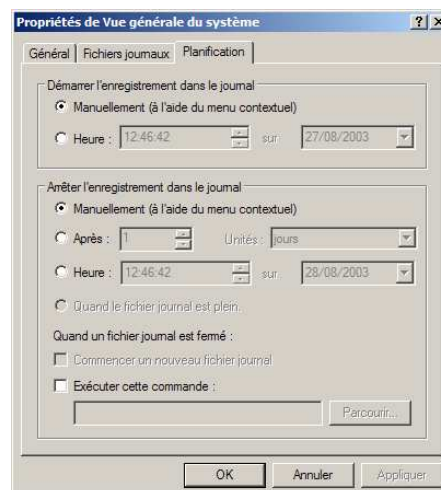 Propriétés de Vue générale du système
Général Fichiers journaux Planification
Démarrer l'enregistrement dans le journal
Manuellement (à l'aide du menu contextuel)
Heure : 12:46:42 sur 27/08/2003
Arrêter l'enregistrement dans le journal
Manuellement (à l'aide du menu contextuel)
Après : 1 Unités : jours
Heure : 12:46:42 sur 28/08/2003
Quand le fichier journal est plein.
Quand un fichier journal est fermé :
Commencer un nouveau fichier journal
Exécuter cette commande :
Parcourir...
OK Annuler Appliquer